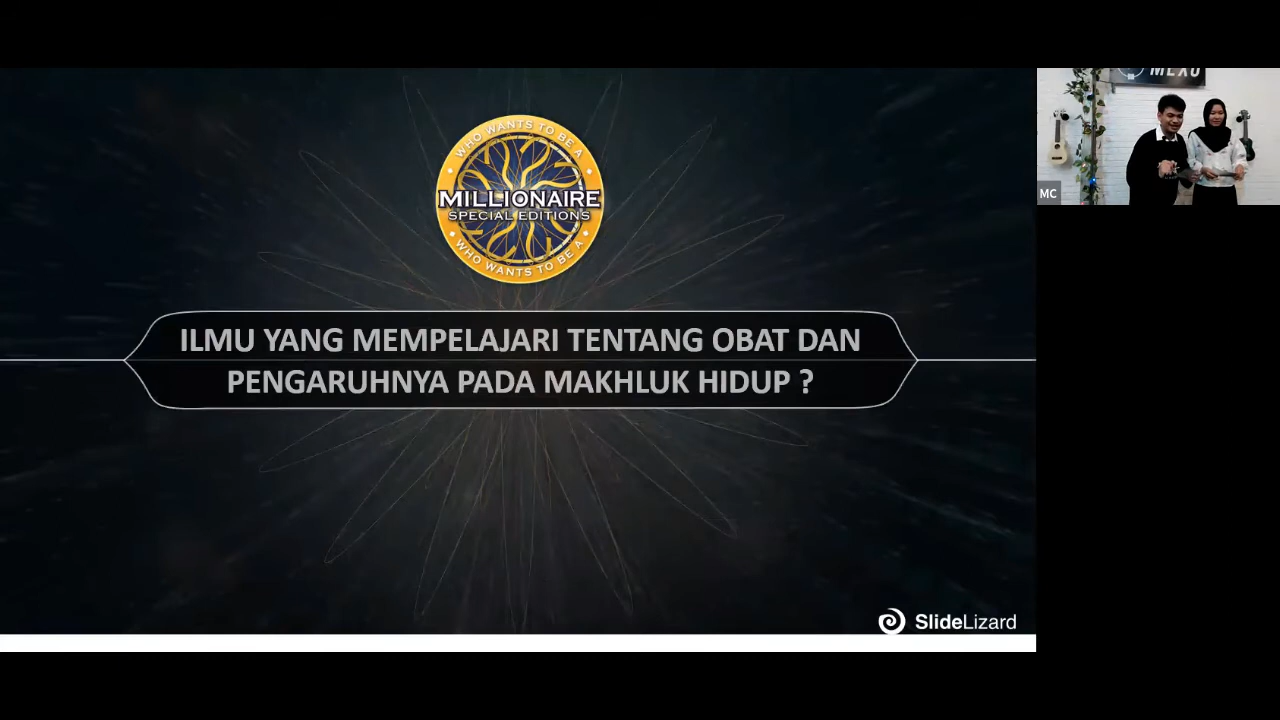 WHO WANTS TO BE A
MILLIONAIRE
SPECIAL EDITIONS
WHO WANTS TO BE A
ILMU YANG MEMPELAJARI TENTANG OBAT DAN
PENGARUHNYA PADA MAKHLUK HIDUP ?
SlideLizard
MC